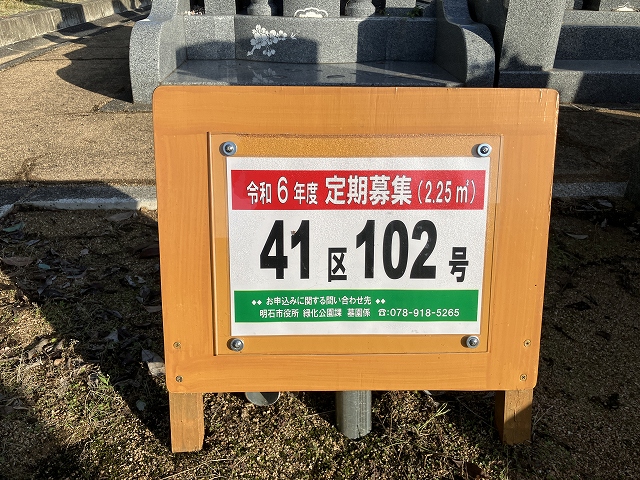 令和6年度 定期募集(2.25㎡)
41区102号
◆◆ お申込みに関する問い合わせ先 ◆◆
明石市役所 緑化公園課 墓園係 ☎:078-918-5265